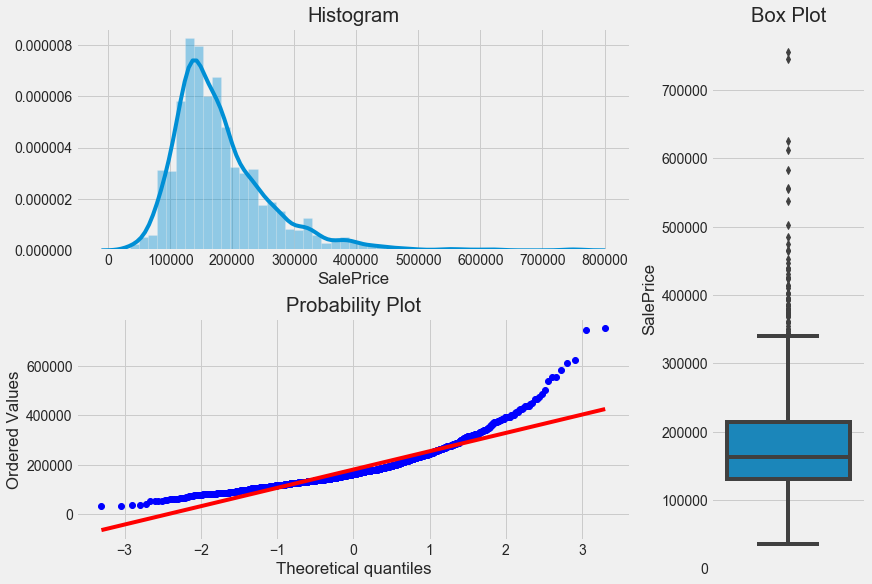 Histogram
0.000008
0.000006
0.000004
0.000002
0.000000
0 100000 200000 300000 400000 500000 600000 700000 800000
SalePrice
Probability Plot
Ordered Values
600000
400000
200000
0
−3 −2 −1 0 1 2 3
Theoretical quantiles
Box Plot
SalePrice
700000
600000
500000
400000
300000
200000
100000
0